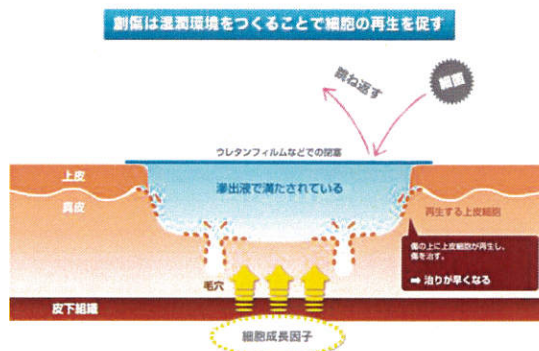 創傷は湿潤環境をつくることで細胞の再生を促す
跳ね返す
細菌
ウレタンフィルムなどでの閉塞
上皮
滲出液で満たされている
真皮
再生する上皮細胞
傷の上に上皮細胞が再生し、
傷を治す。
➡ 治りが早くなる
毛穴
皮下組織
細胞成長因子